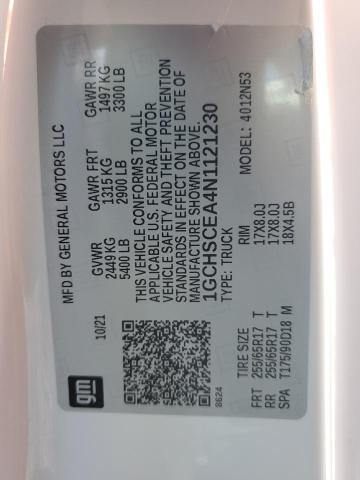 MFD BY GENERAL MOTORS LLC
10/21
GVWR
2449 KG
5400 LB
GAWR FRT
1315 KG
2900 LB
GAWR RR
1497 KG
3300 LB
THIS VEHICLE CONFORMS TO ALL
APPLICABLE U.S. FEDERAL MOTOR
VEHICLE SAFETY AND THEFT PREVENTION
STANDARDS IN EFFECT ON THE DATE OF
MANUFACTURE SHOWN ABOVE.
1GCHSCEA4N1121230
TYPE: TRUCK
4012N53
gm
8624
TIRE SIZE RIM
FRT 255/65R17 T 17X8.0J
RR 255/65R17 T 17X8.0J
SPA T175/90D18 M 18X4.5B